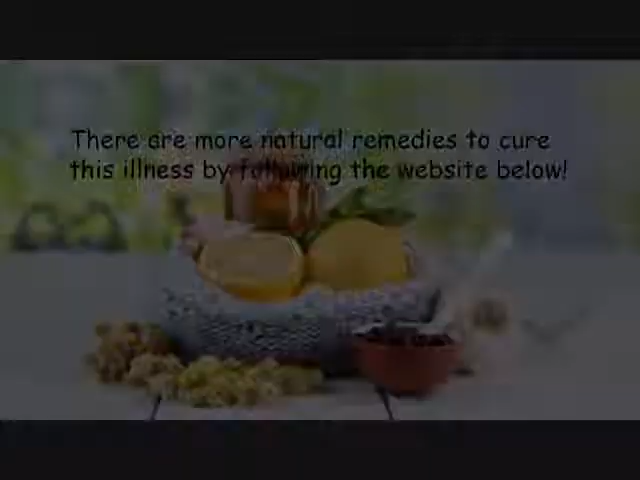 There are more natural remedies to cure
this illness by following the website below!